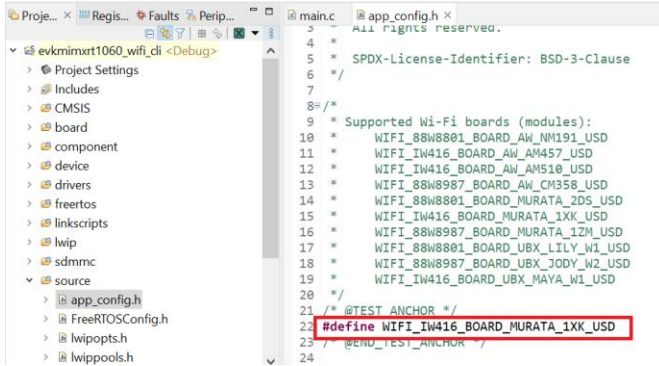 Proje...
Regis...
Faults
Perip...
evkmimxrt1060_wifi_cli <Debug>
Project Settings
Includes
CMSIS
board
component
device
drivers
freertos
linkscripts
lwip
sdmmc
source
app_config.h
FreeRTOSConfig.h
lwipopts.h
lwippools.h
main.c
app_config.h
3 * All rights reserved.
4 *
5 * SPDX-License-Identifier: BSD-3-Clause
6 */
7
8 /*
9 * Supported Wi-Fi boards (modules):
10 * WIFI_88W8801_BOARD_AW_NM191_USD
11 * WIFI_IW416_BOARD_AW_AM457_USD
12 * WIFI_IW416_BOARD_AW_AM510_USD
13 * WIFI_88W8987_BOARD_AW_CM358_USD
14 * WIFI_88W8801_BOARD_MURATA_2DS_USD
15 * WIFI_IW416_BOARD_MURATA_1XK_USD
16 * WIFI_88W8987_BOARD_MURATA_1ZM_USD
17 * WIFI_88W8801_BOARD_UBX_LILY_W1_USD
18 * WIFI_88W8987_BOARD_UBX_JODY_W2_USD
19 * WIFI_IW416_BOARD_UBX_MAYA_W1_USD
20 */
21 /* @TEST_ANCHOR */
22 #define WIFI_IW416_BOARD_MURATA_1XK_USD
23 /* @END_TEST_ANCHOR */
24